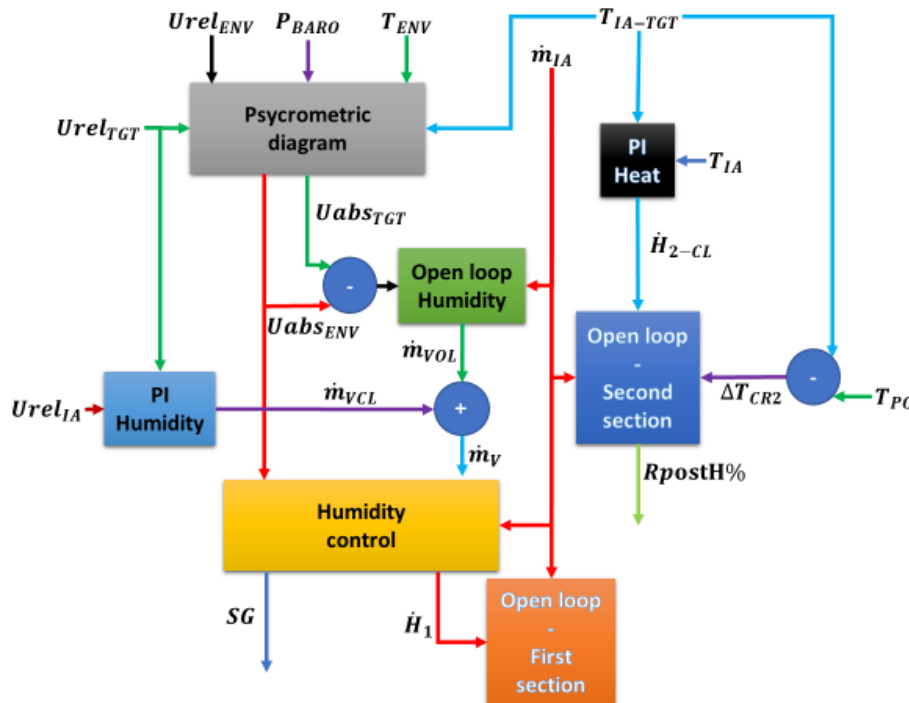 Urel_ENV
P_BARO
T_ENV
T_IA−TGT
ṁ_IA
Urel_TGT
Psycrometric
diagram
PI
Heat
T_IA
Uabs_TGT
Ḣ_2−CL
-
Open loop
Humidity
Uabs_ENV
Open loop
-
Second
section
ΔT_CR2
-
T_PO
ṁ_VOL
Urel_IA
PI
Humidity
ṁ_VCL
+
ṁ_V
RpostH%
Humidity
control
SG
Ḣ_1
Open loop
-
First
section